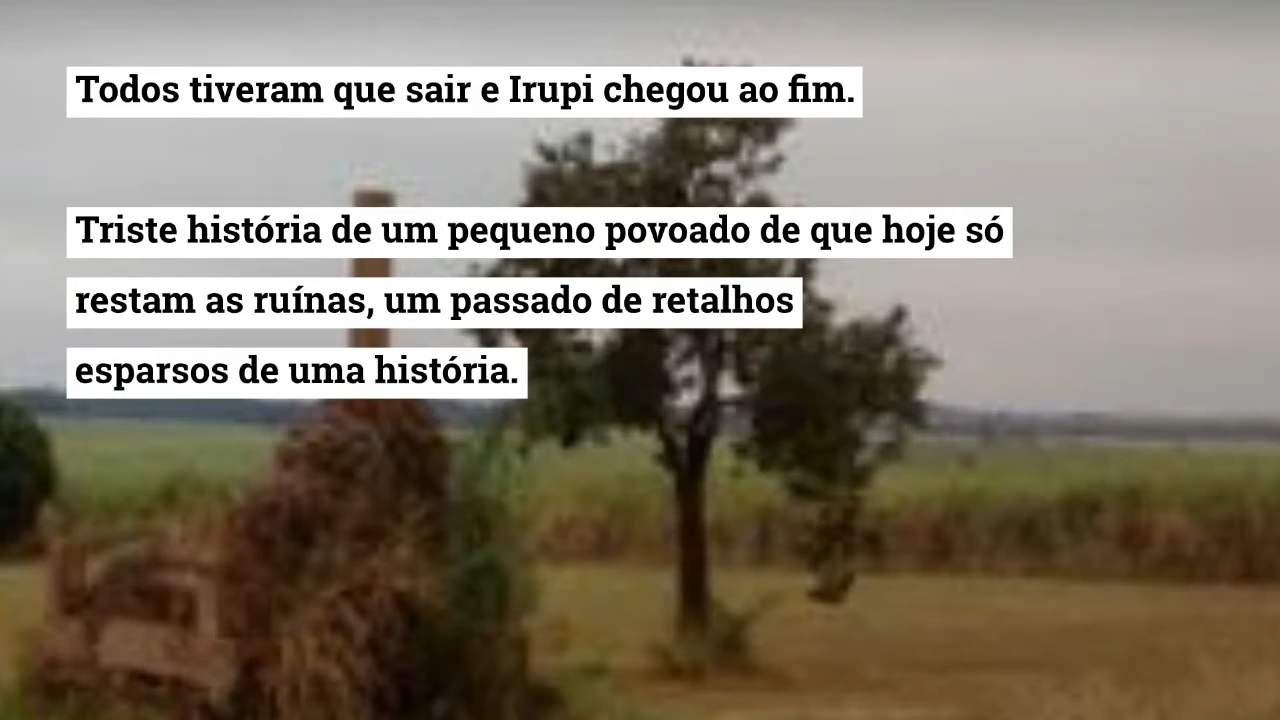 Todos tiveram que sair e Irupi chegou ao fim.
Triste história de um pequeno povoado de que hoje só
restam as ruínas, um passado de retalhos
esparsos de uma história.